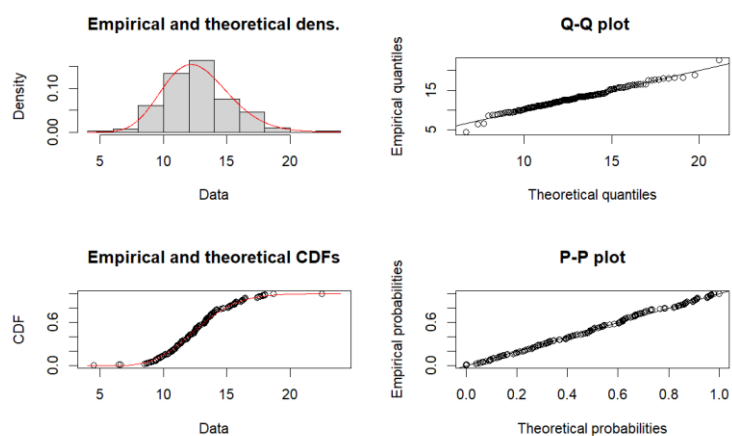 Empirical and theoretical dens.
Density
0.00 0.10
5 10 15 20
Data
Q-Q plot
Empirical quantiles
5 15
10 15 20
Theoretical quantiles
Empirical and theoretical CDFs
CDF
0.0 0.6
5 10 15 20
Data
P-P plot
Empirical probabilities
0.0 0.6
0.0 0.2 0.4 0.6 0.8 1.0
Theoretical probabilities